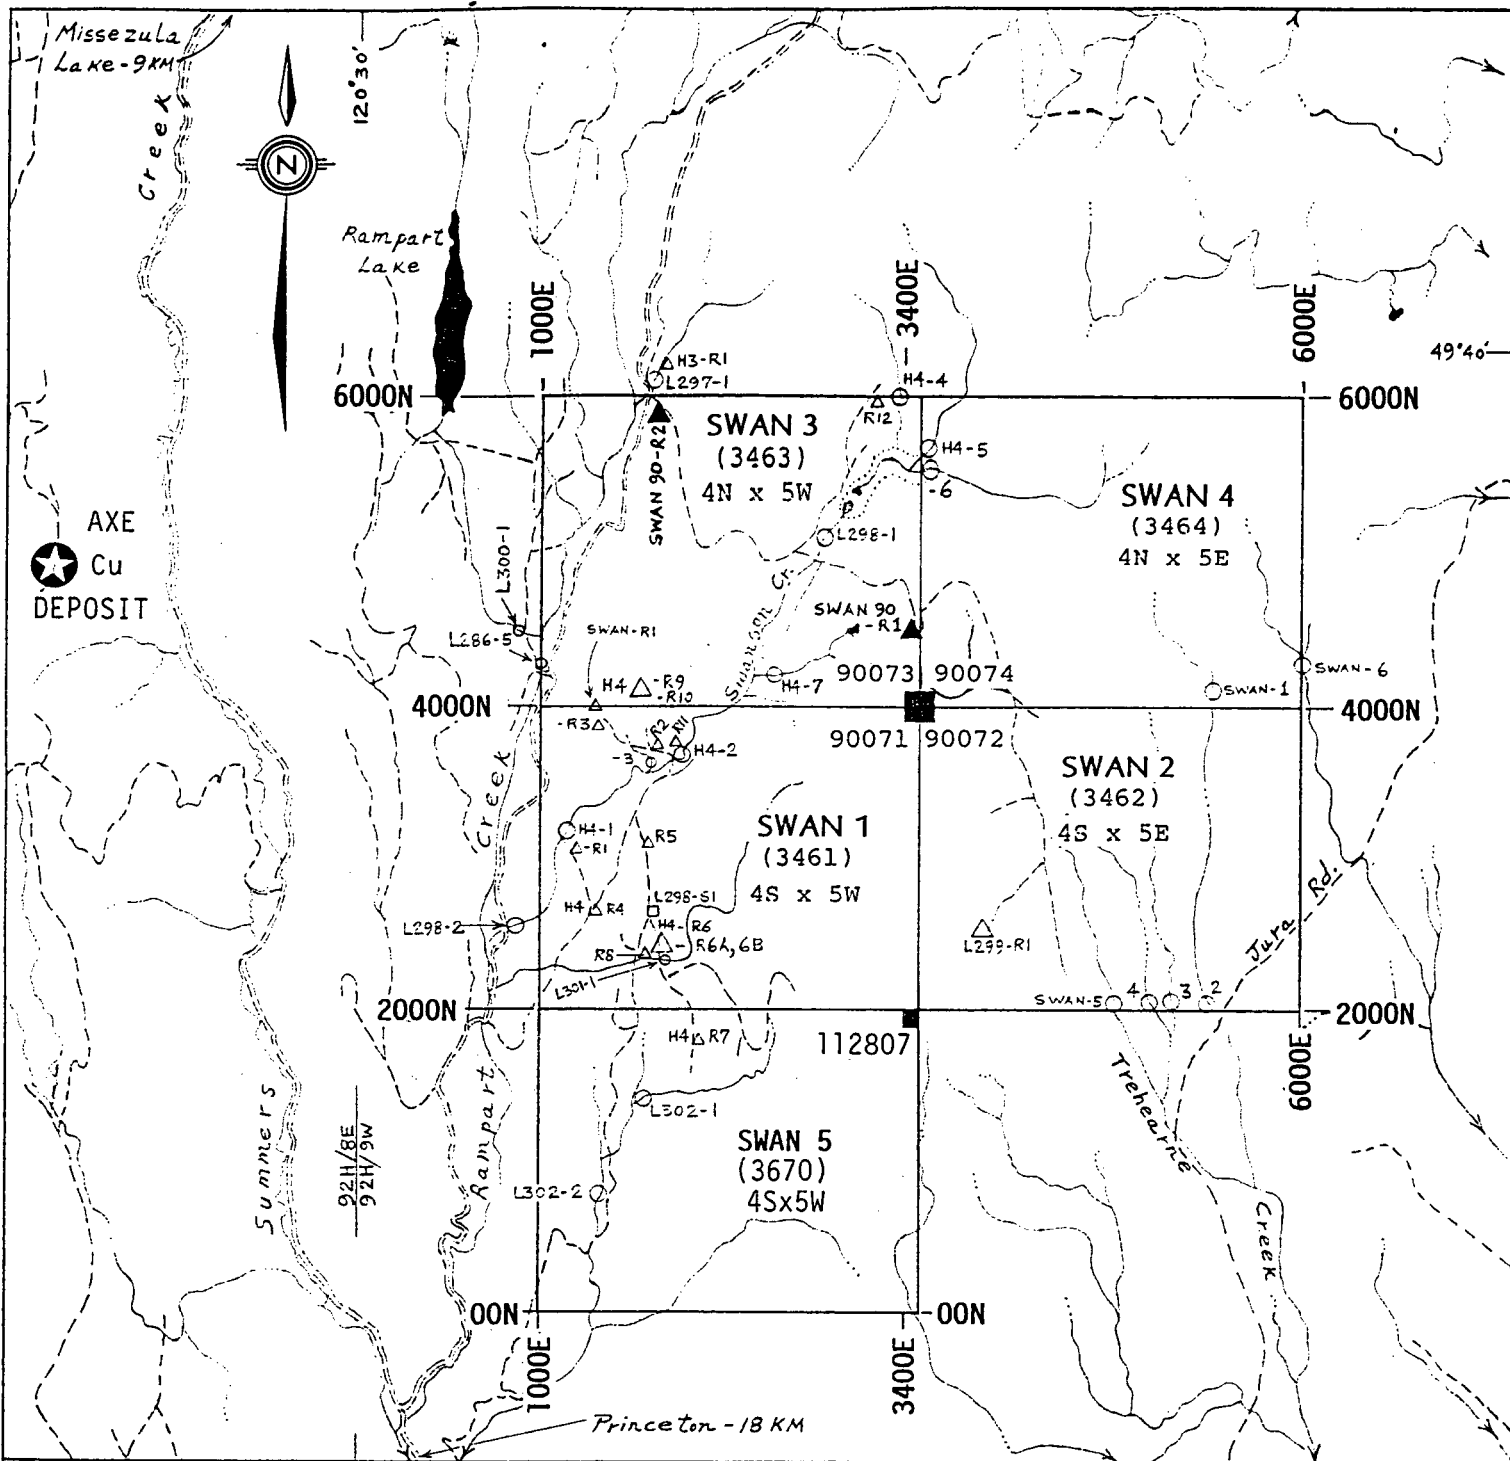 Missezula
Lake-9KM
120°30'
Creek
N
Rampart
Lake
1000E
3400E
6000E
49°40'
H3-R1
L297-1
H4-4
R12
6000N
6000N
SWAN 3
(3463)
4N x 5W
SWAN 90-R2
H4-5
-6
SWAN 4
(3464)
4N x 5E
L298-1
AXE
Cu
DEPOSIT
L300-1
L286-5
SWAN-R1
Swanson Cr.
SWAN 90
-R1
H4 -R9
-R10
H4-7
90073 90074
SWAN-6
SWAN-1
4000N
4000N
-R3
R2
R11
-3
H4-2
90071 90072
SWAN 2
(3462)
4S x 5E
Creek
H4-1
-R1
R5
SWAN 1
(3461)
4S x 5W
H4 R4
L298-S1
H4-R6
-R6A,6B
R8
L298-2
L301-1
L299-R1
Jura Rd.
SWAN-5 4 3 2
2000N
2000N
H4 R7
112807
6000E
L302-1
Trehearne
Creek
Summers
92H/8E
92H/9W
Rampart
SWAN 5
(3670)
4Sx5W
L302-2
00N
00N
1000E
3400E
Princeton-18 KM